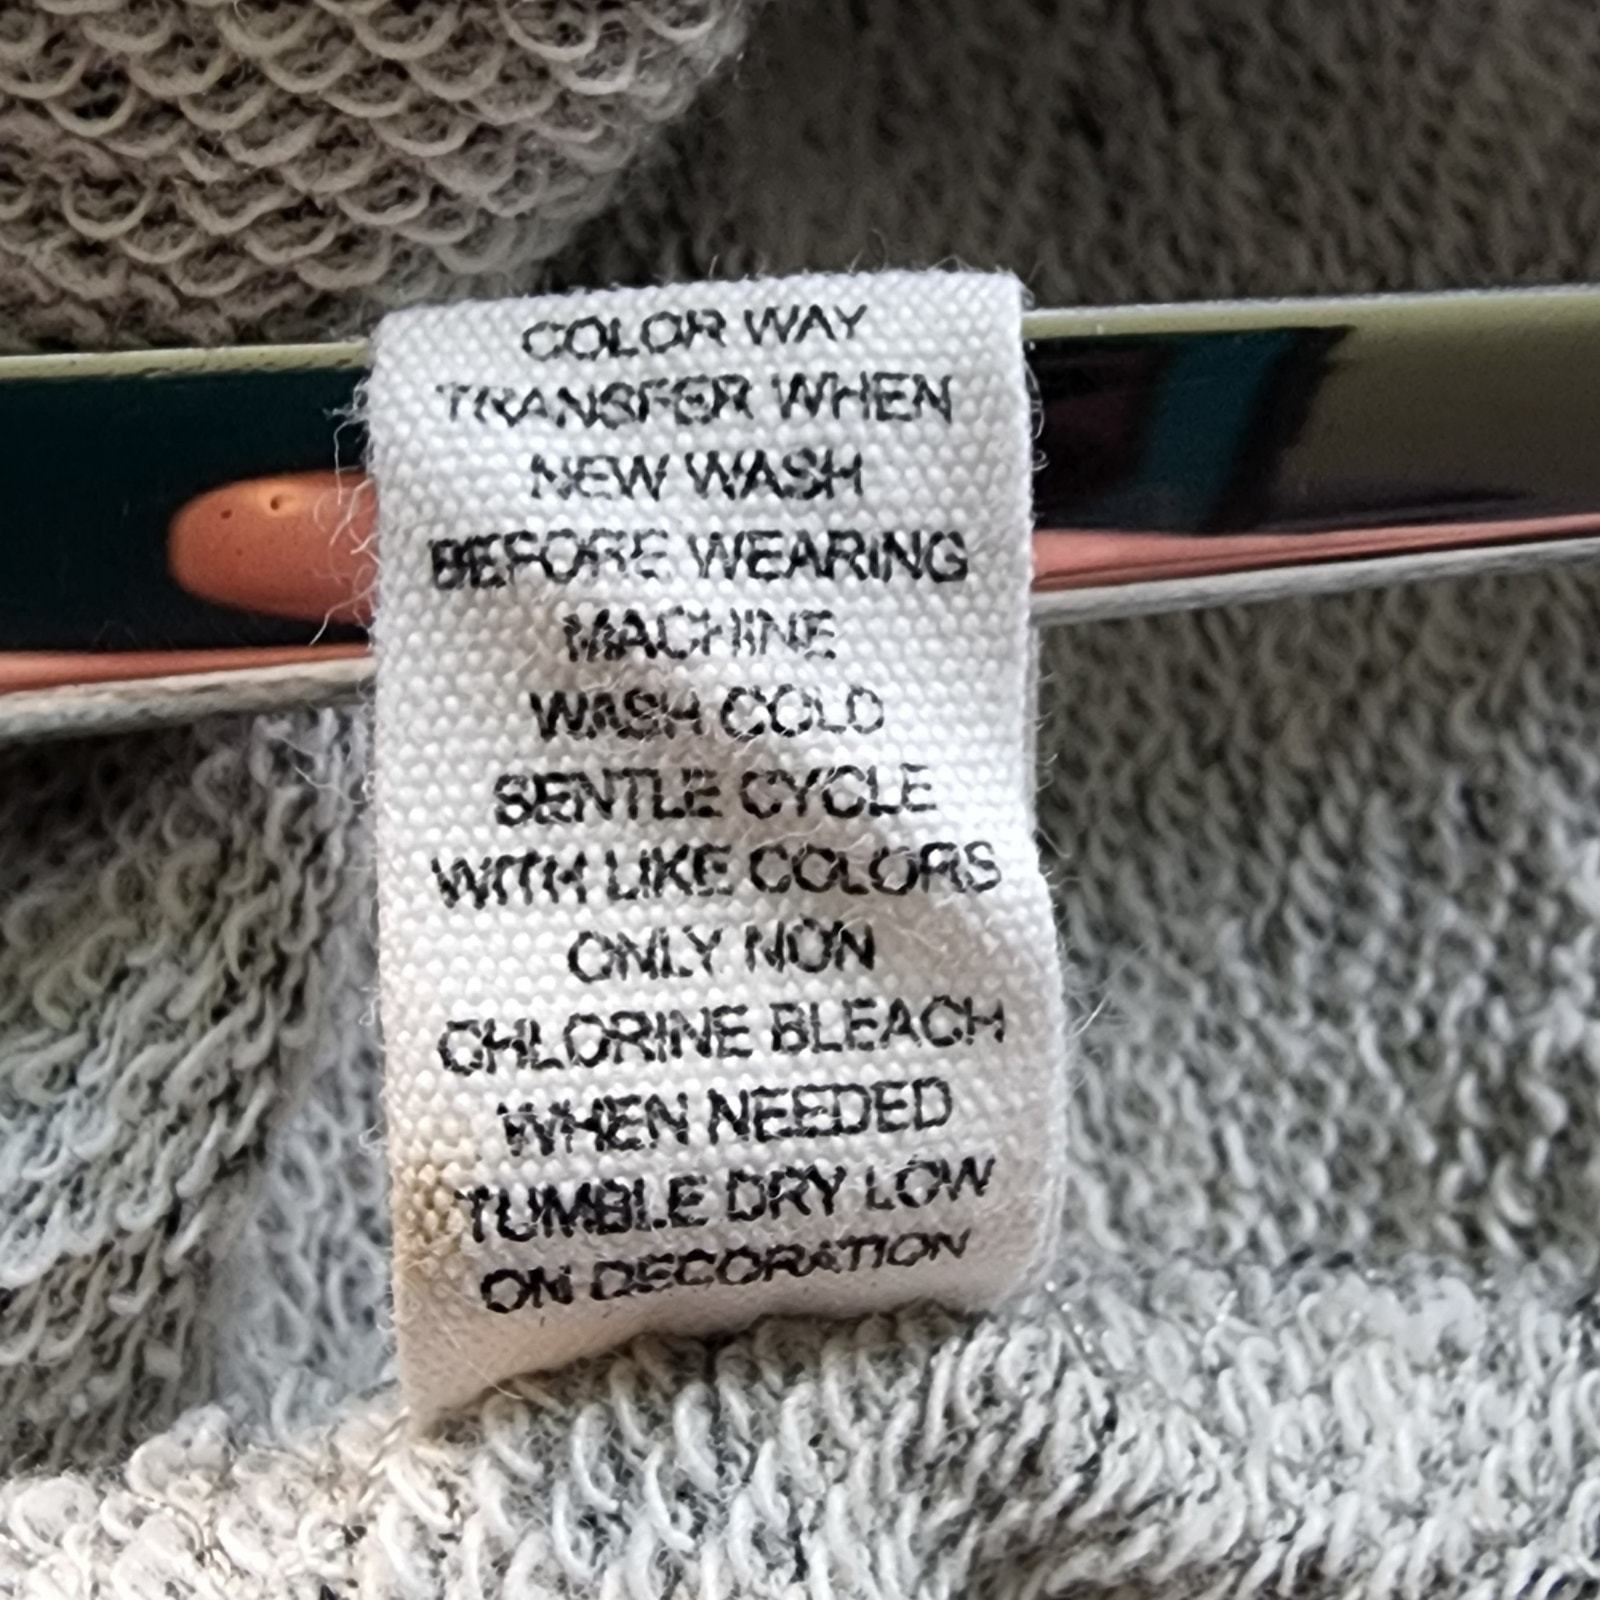 COLOR WAY
TRANSFER WHEN
NEW WASH
BEFORE WEARING
MACHINE
WASH COLD
SENTLE CYCLE
WITH LIKE COLORS
ONLY NON
CHLORINE BLEACH
WHEN NEEDED
TUMBLE DRY LOW
ON DECORATION